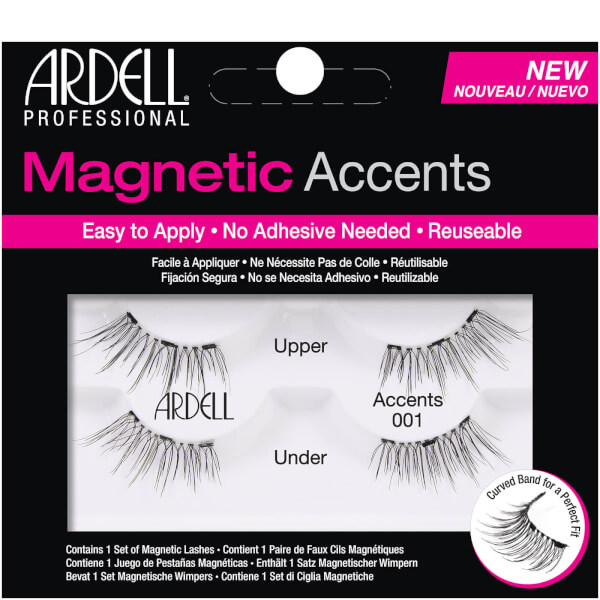 ARDELL®
PROFESSIONAL
NEW
NOUVEAU / NUEVO
Magnetic Accents
Easy to Apply • No Adhesive Needed • Reuseable
Facile à Appliquer • Ne Nécessite Pas de Colle • Réutilisable
Fijación Segura • No se Necesita Adhesivo • Reutilizable
Upper
ARDELL
Accents
001
Under
Curved Band for a Perfect Fit
Contains 1 Set of Magnetic Lashes • Contient 1 Paire de Faux Cils Magnétiques
Contiene 1 Juego de Pestañas Magnéticas • Enthält 1 Satz Magnetischer Wimpern
Bevat 1 Set Magnetische Wimpers • Contiene 1 Set di Ciglia Magnetiche